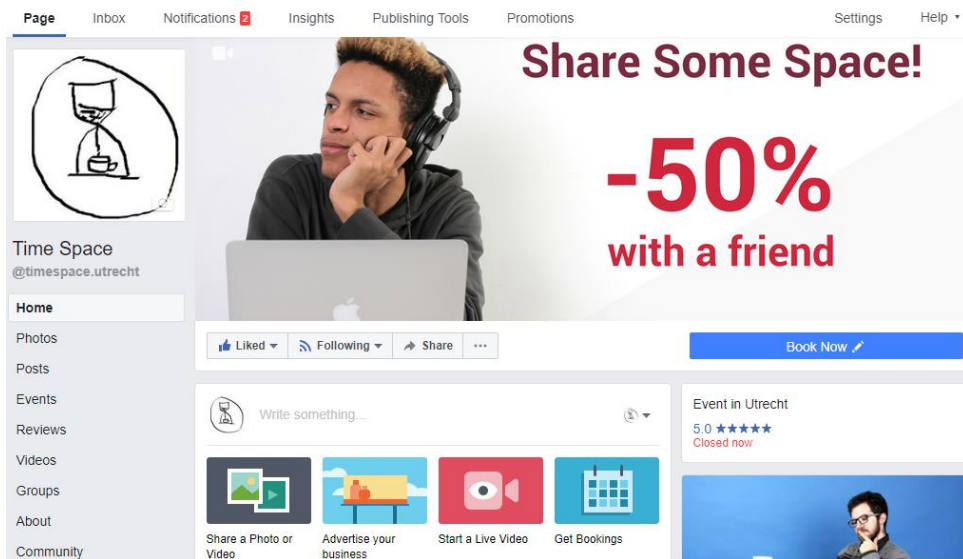 Page Inbox Notifications 2 Insights Publishing Tools Promotions Settings Help
Share Some Space!
-50%
with a friend
Time Space
@timespace.utrecht
Home
Photos
Posts
Events
Reviews
Videos
Groups
About
Community
Liked Following Share ...
Book Now
Write something...
Share a Photo or
Video
Advertise your
business
Start a Live Video
Get Bookings
Event in Utrecht
5.0 ★★★★★
Closed now